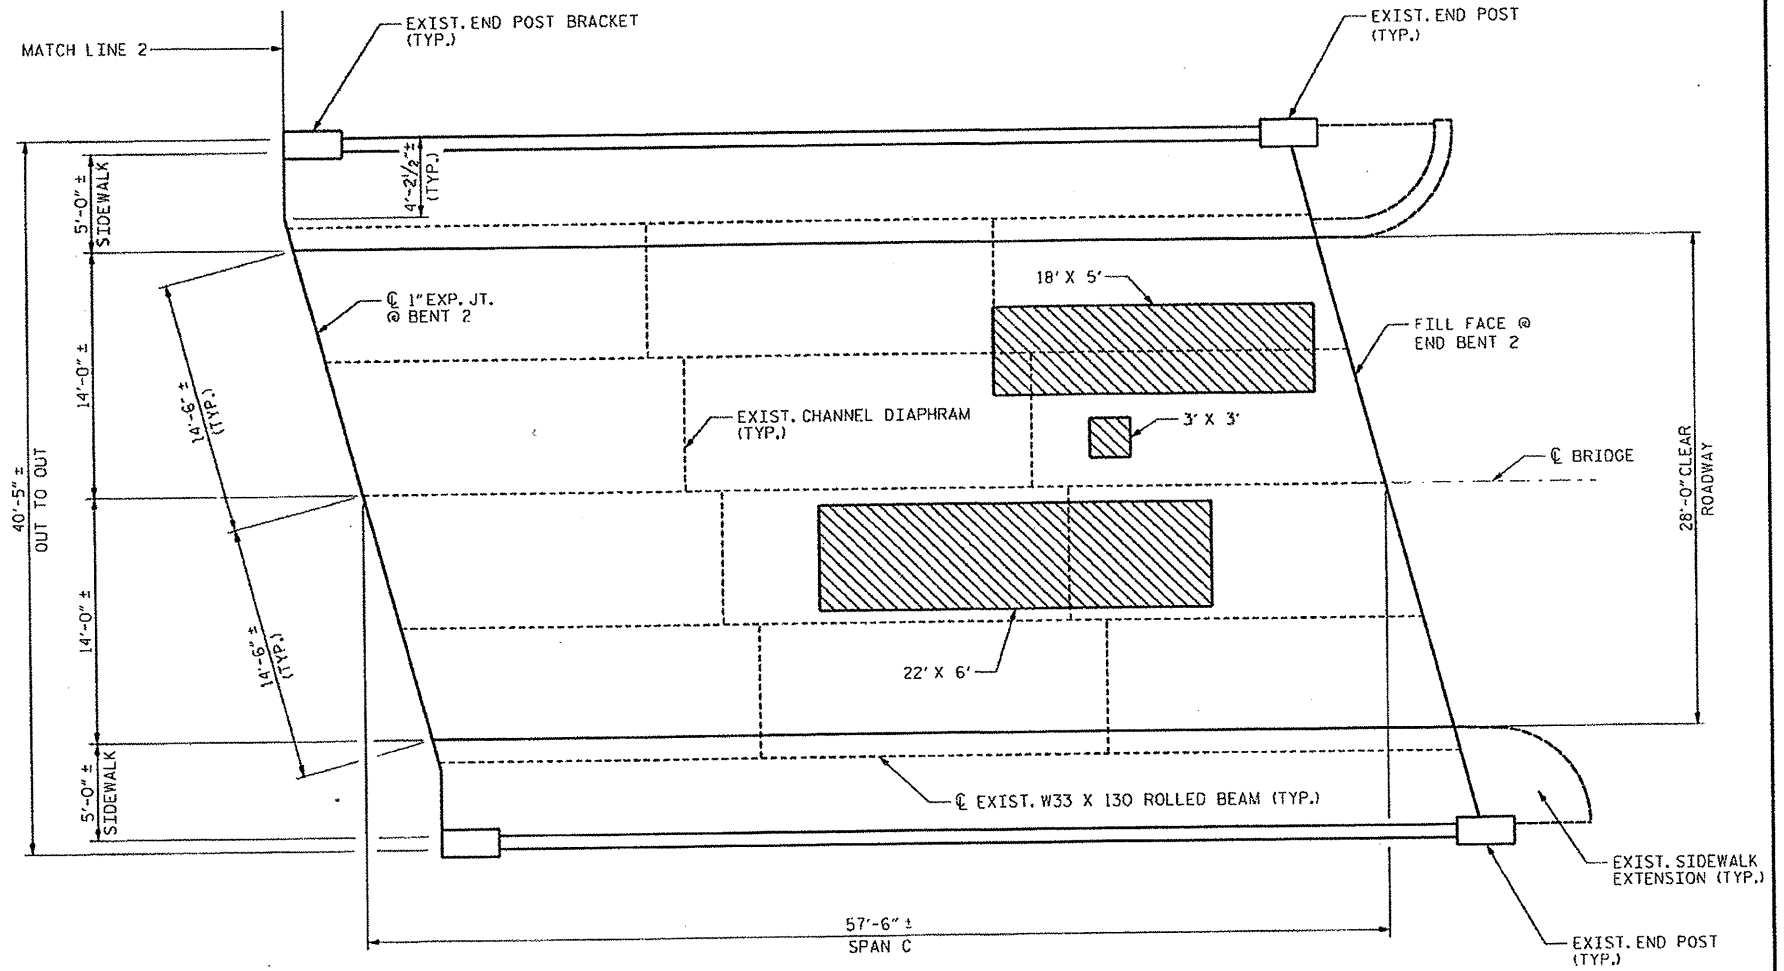 EXIST. END POST BRACKET
(TYP.)
EXIST. END POST
(TYP.)
MATCH LINE 2
5'-0" ±
SIDEWALK
4'-2 1/2" ±
(TYP.)
18' X 5'
℄ 1" EXP. JT.
@ BENT 2
FILL FACE @
END BENT 2
14'-0" ±
14'-6" ±
(TYP.)
EXIST. CHANNEL DIAPHRAM
(TYP.)
3' X 3'
℄ BRIDGE
40'-5" ±
OUT TO OUT
28'-0" CLEAR
ROADWAY
14'-0" ±
14'-6" ±
(TYP.)
22' X 6'
5'-0" ±
SIDEWALK
℄ EXIST. W33 X 130 ROLLED BEAM (TYP.)
EXIST. SIDEWALK
EXTENSION (TYP.)
57'-6" ±
SPAN C
EXIST. END POST
(TYP.)